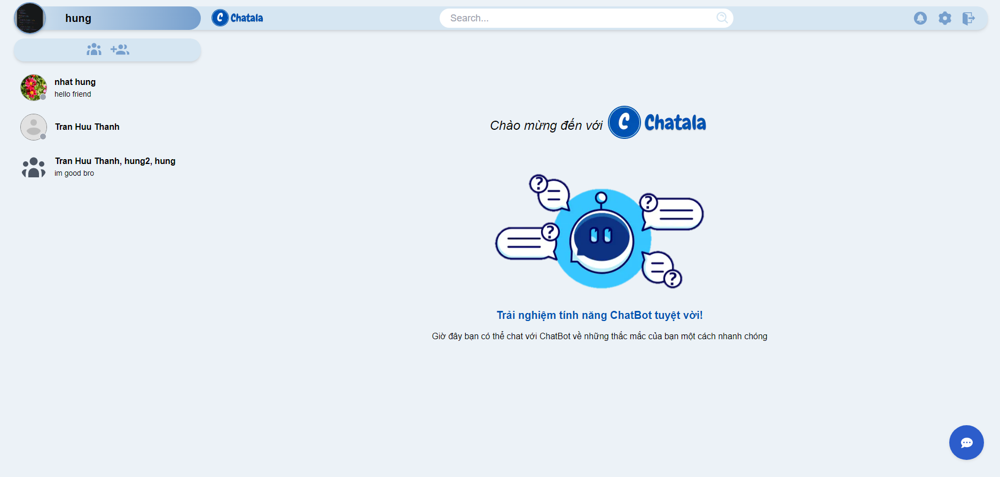 hung
C Chatala
Search...
nhat hung
hello friend
Tran Huu Thanh
Tran Huu Thanh, hung2, hung
im good bro
Chào mừng đến với C Chatala
?
?
?
?
Trải nghiệm tính năng ChatBot tuyệt vời!
Giờ đây bạn có thể chat với ChatBot về những thắc mắc của bạn một cách nhanh chóng